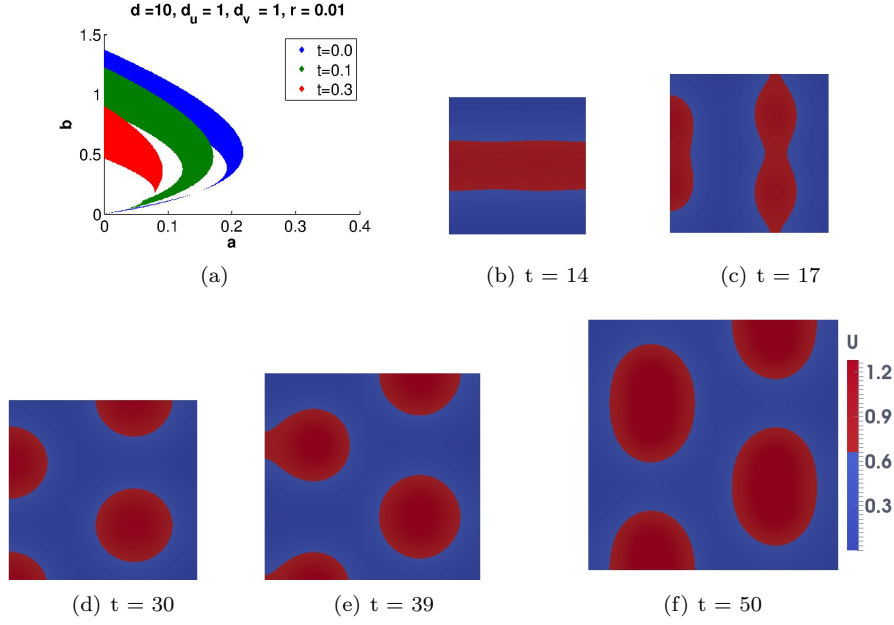 d =10, d_u = 1, d_v = 1, r = 0.01
t=0.0
t=0.1
t=0.3
1.5
1
0.5
0
b
0 0.1 0.2 0.3 0.4
a
(a)
(b) t = 14
(c) t = 17
U
1.2
0.9
0.6
0.3
(d) t = 30
(e) t = 39
(f) t = 50